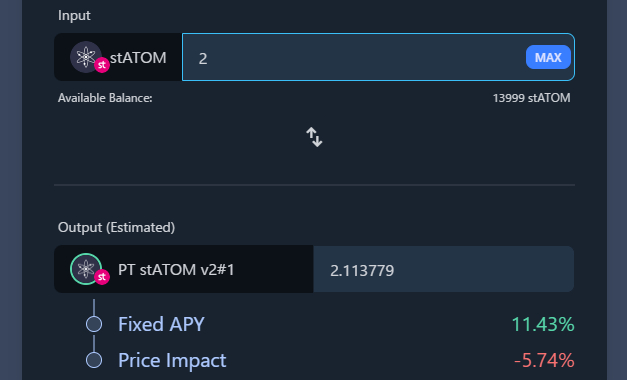 Input
st stATOM 2 MAX
Available Balance: 13999 stATOM
Output (Estimated)
st PT stATOM v2#1 2.113779
Fixed APY 11.43%
Price Impact -5.74%